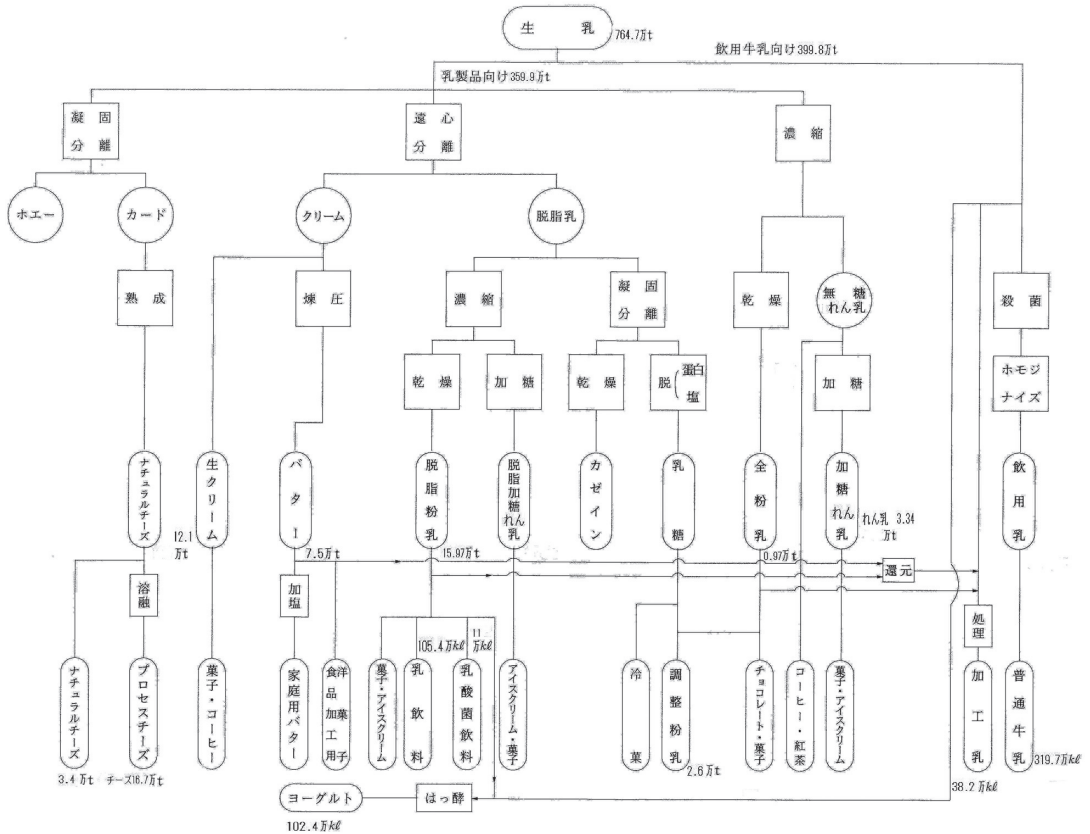 生乳
764.7万t
飲用牛乳向け399.8万t
乳製品向け359.9万t
凝固分離
遠心分離
濃縮
ホエー
カード
クリーム
脱脂乳
熟成
煉圧
濃縮
凝固分離
乾燥
無糖れん乳
殺菌
乾燥
加糖
乾燥
脱(蛋白塩
加糖
ホモジナイズ
ナチュラルチーズ
生クリーム
12.1万t
バター
脱脂粉乳
脱脂加糖れん乳
カゼイン
乳糖
全粉乳
加糖れん乳
れん乳 3.34万t
飲用乳
7.5万t
15.97万t
0.97万t
還元
溶融
加塩
105.4万kl
11万kl
処理
ナチュラルチーズ
プロセスチーズ
菓子・コーヒー
家庭用バター
洋菓子食品加工用
菓子・アイスクリーム
乳飲料
乳酸菌飲料
アイスクリーム・菓子
冷菓
調整粉乳
チョコレート・菓子
コーヒー・紅茶
菓子・アイスクリーム
加工乳
普通牛乳
3.4万t
チーズ16.7万t
2.6万t
38.2万kl
319.7万kl
ヨーグルト
はっ酵
102.4万kl